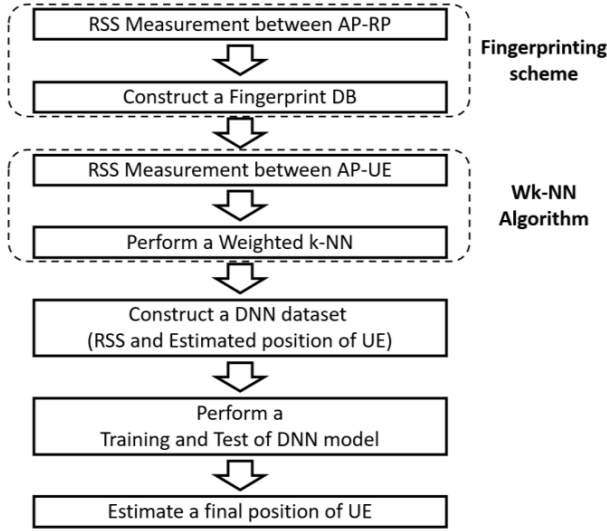 RSS Measurement between AP-RP
Fingerprinting
scheme
Construct a Fingerprint DB
RSS Measurement between AP-UE
Wk-NN
Algorithm
Perform a Weighted k-NN
Construct a DNN dataset
(RSS and Estimated position of UE)
Perform a
Training and Test of DNN model
Estimate a final position of UE